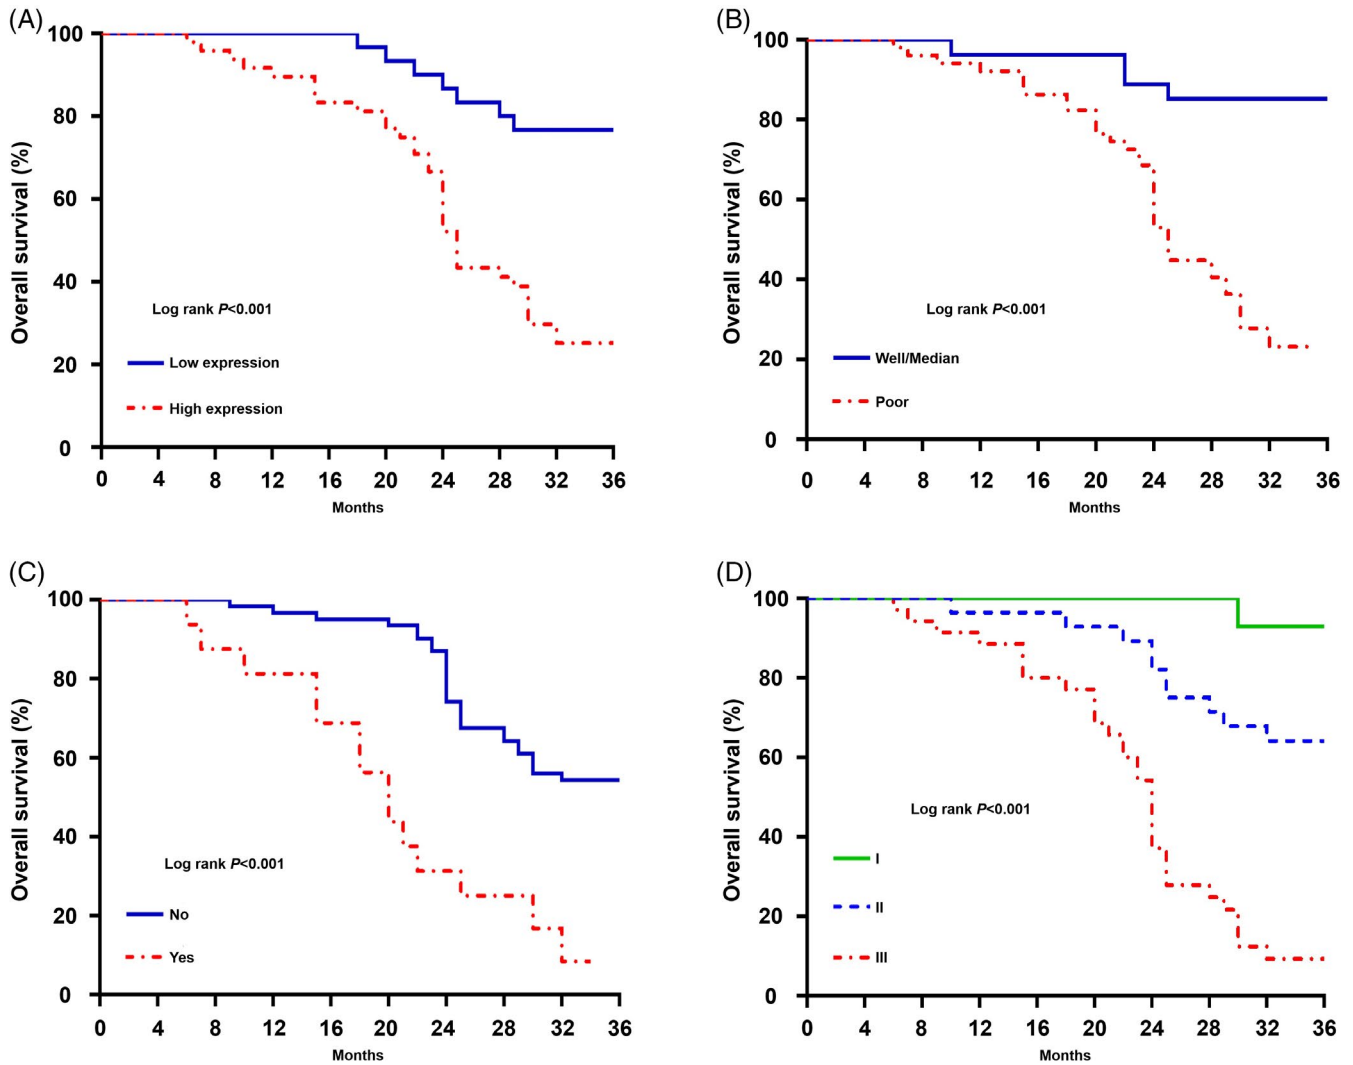 (A)
100
80
60
40
20
0
Overall survival (%)
Log rank P<0.001
Low expression
High expression
0 4 8 12 16 20 24 28 32 36
Months
(B)
100
80
60
40
20
0
Overall survival (%)
Log rank P<0.001
Well/Median
Poor
0 4 8 12 16 20 24 28 32 36
Months
(C)
100
80
60
40
20
0
Overall survival (%)
Log rank P<0.001
No
Yes
0 4 8 12 16 20 24 28 32 36
Months
(D)
100
80
60
40
20
0
Overall survival (%)
Log rank P<0.001
I
II
III
0 4 8 12 16 20 24 28 32 36
Months